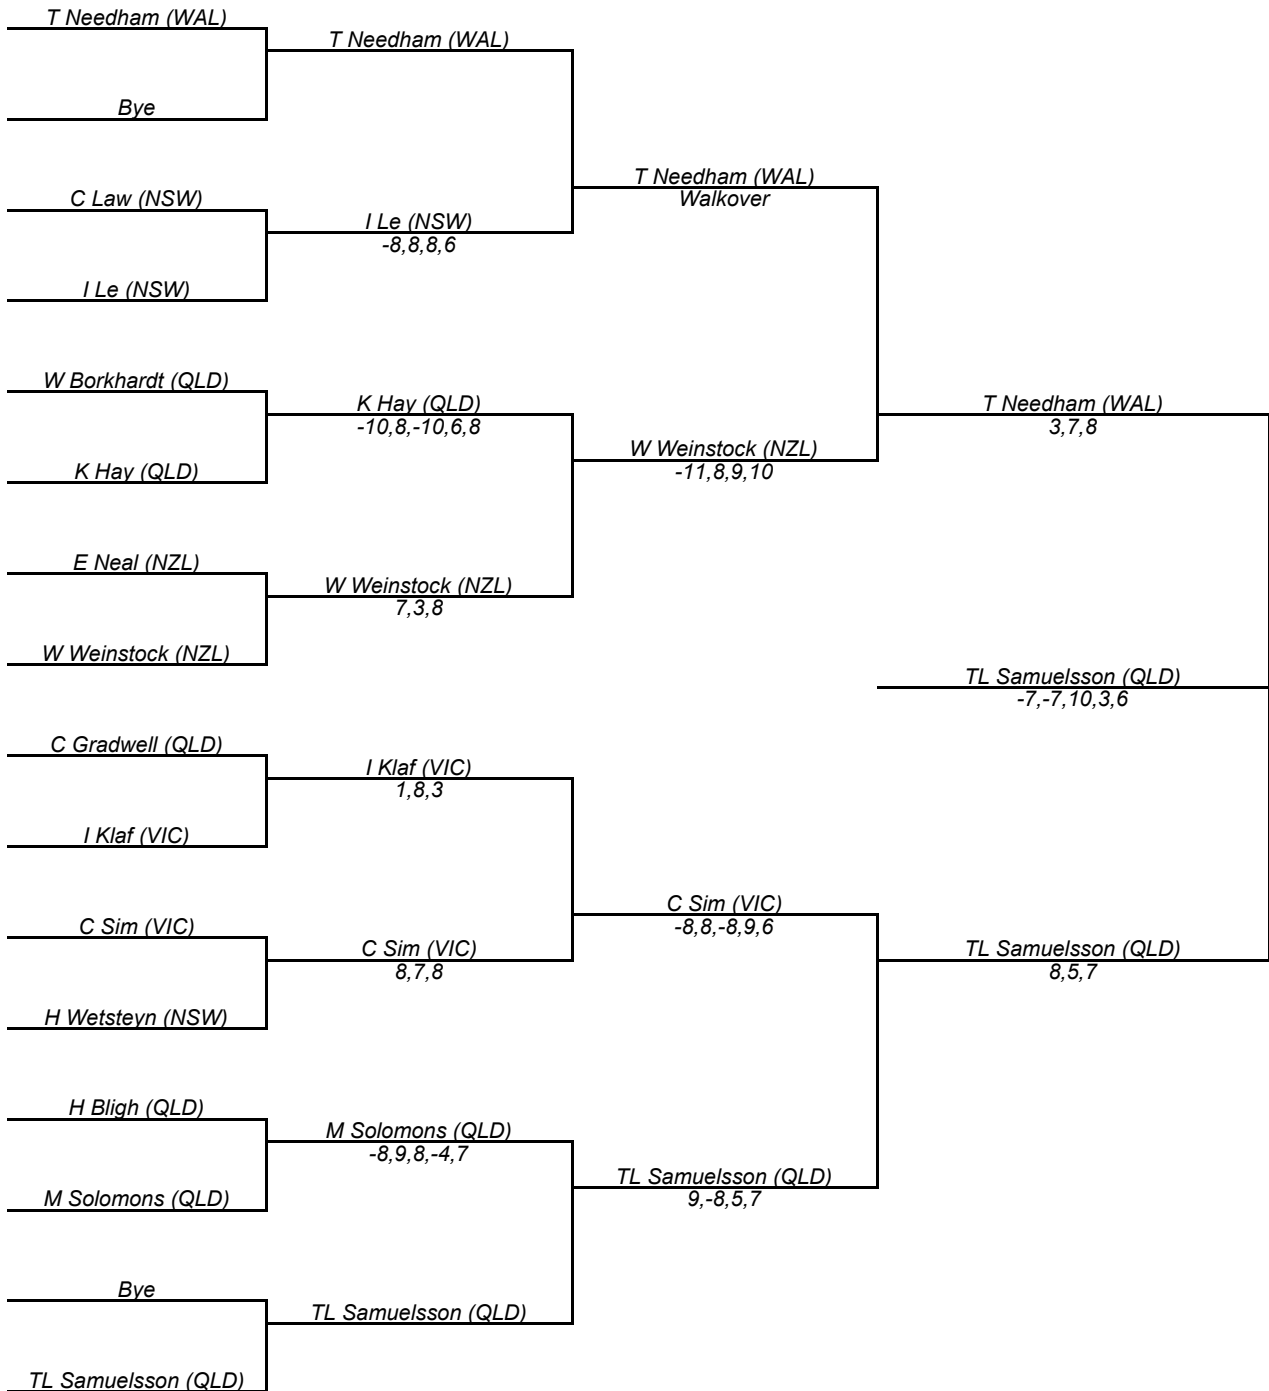 T Needham (WAL)
T Needham (WAL)
Bye
T Needham (WAL)
Walkover
C Law (NSW)
I Le (NSW)
-8,8,8,6
I Le (NSW)
W Borkhardt (QLD)
K Hay (QLD)
-10,8,-10,6,8
T Needham (WAL)
3,7,8
W Weinstock (NZL)
-11,8,9,10
K Hay (QLD)
E Neal (NZL)
W Weinstock (NZL)
7,3,8
W Weinstock (NZL)
TL Samuelsson (QLD)
-7,-7,10,3,6
C Gradwell (QLD)
I Klaf (VIC)
1,8,3
I Klaf (VIC)
C Sim (VIC)
-8,8,-8,9,6
C Sim (VIC)
C Sim (VIC)
8,7,8
TL Samuelsson (QLD)
8,5,7
H Wetsteyn (NSW)
H Bligh (QLD)
M Solomons (QLD)
-8,9,8,-4,7
TL Samuelsson (QLD)
9,-8,5,7
M Solomons (QLD)
Bye
TL Samuelsson (QLD)
TL Samuelsson (QLD)